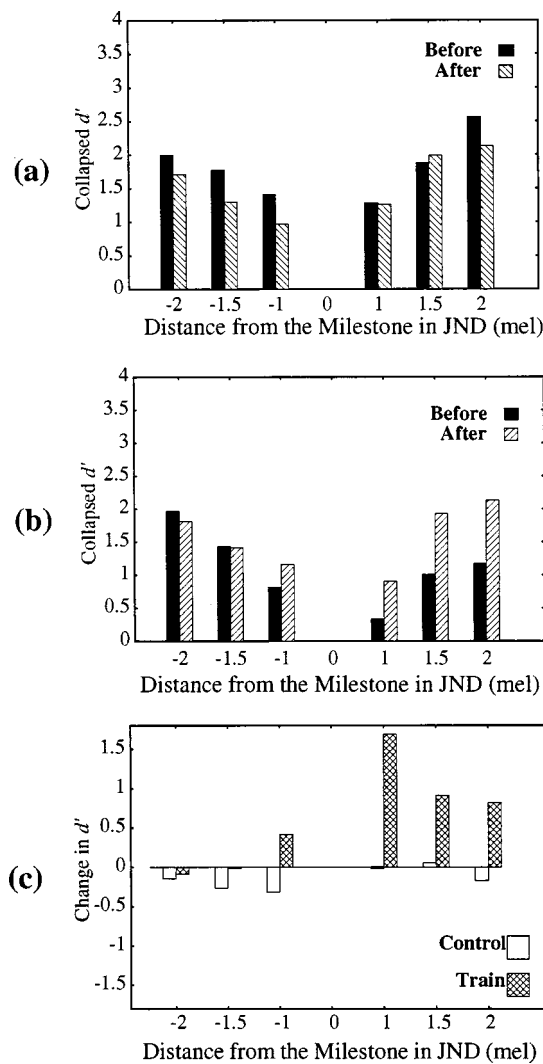 (a)
Collapsed d'
4
3.5
3
2.5
2
1.5
1
0.5
0
Before
After
-2 -1.5 -1 0 1 1.5 2
Distance from the Milestone in JND (mel)
(b)
Collapsed d'
4
3.5
3
2.5
2
1.5
1
0.5
0
Before
After
-2 -1.5 -1 0 1 1.5 2
Distance from the Milestone in JND (mel)
(c)
Change in d'
1.5
1
0.5
0
-0.5
-1
-1.5
Control
Train
-2 -1.5 -1 0 1 1.5 2
Distance from the Milestone in JND (mel)